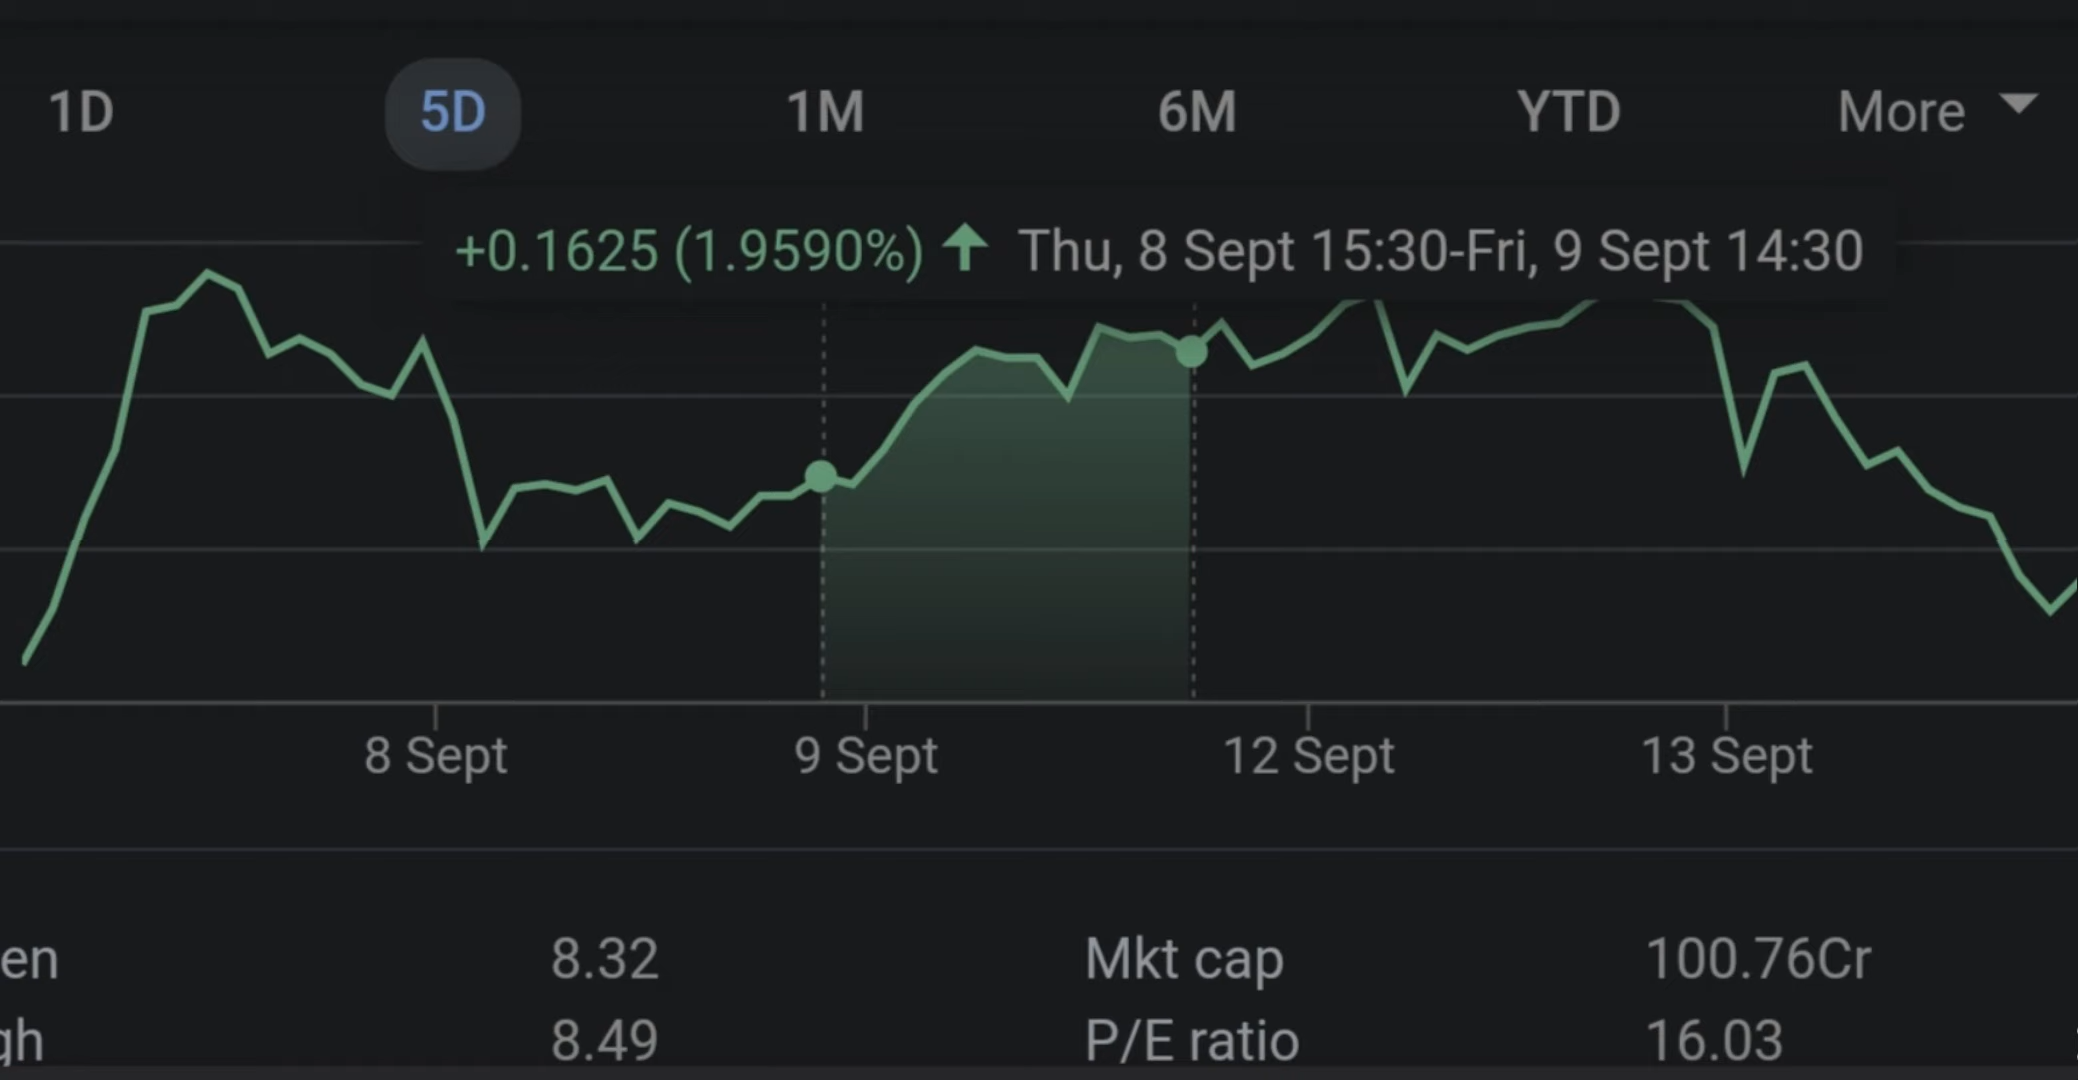 1D 5D 1M 6M YTD More
+0.1625 (1.9590%) Thu, 8 Sept 15:30-Fri, 9 Sept 14:30
8 Sept 9 Sept 12 Sept 13 Sept
en 8.32 Mkt cap 100.76Cr
gh 8.49 P/E ratio 16.03